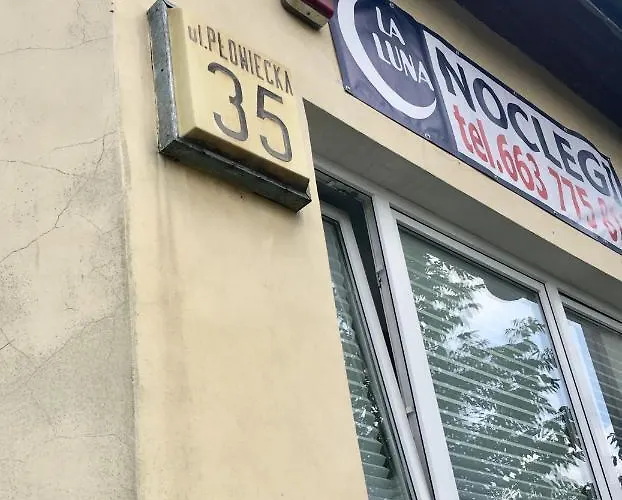 ul.PŁOWIECKA
35
LA
LUNA
NOCLEGI
tel.663 775